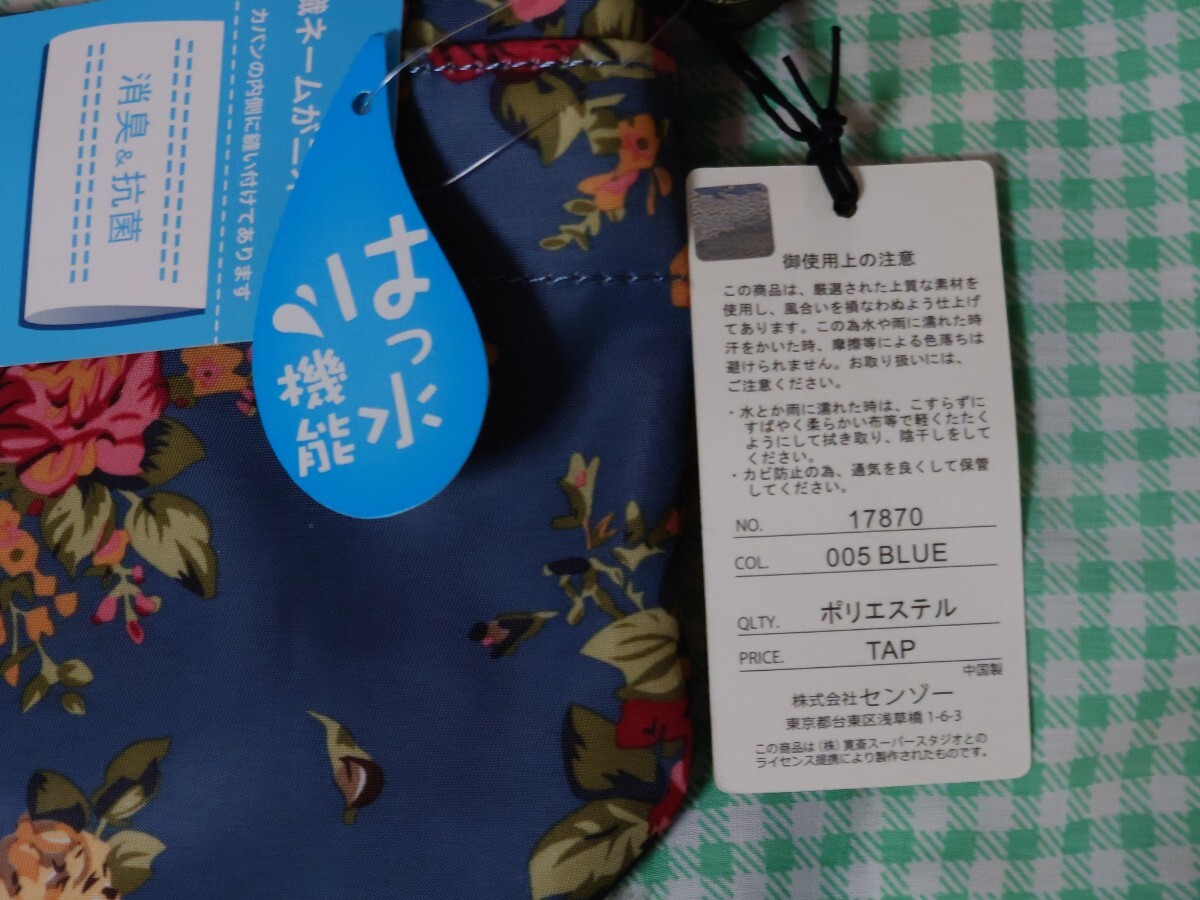 消臭&抗菌
カバンの内側に縫い付けてあります
はっ水
機能
御使用上の注意
この商品は、厳選された上質な素材を
使用し、風合いを損なわぬよう仕上げ
てあります。この為水や雨に濡れた時
汗をかいた時、摩擦等による色落ちは
避けられません。お取り扱いには、
ご注意ください。
・水とか雨に濡れた時は、こすらずに
すばやく柔らかい布等で軽くたたく
ようにして拭き取り、陰干しをして
ください。
・カビ防止の為、通気を良くして保管
してください。
NO. 17870
COL. 005 BLUE
QLTY. ポリエステル
PRICE. TAP
中国製
株式会社センゾー
東京都台東区浅草橋 1-6-3
この商品は(株)寛斎スーパースタジオとの
ライセンス提携により製作されたものです。